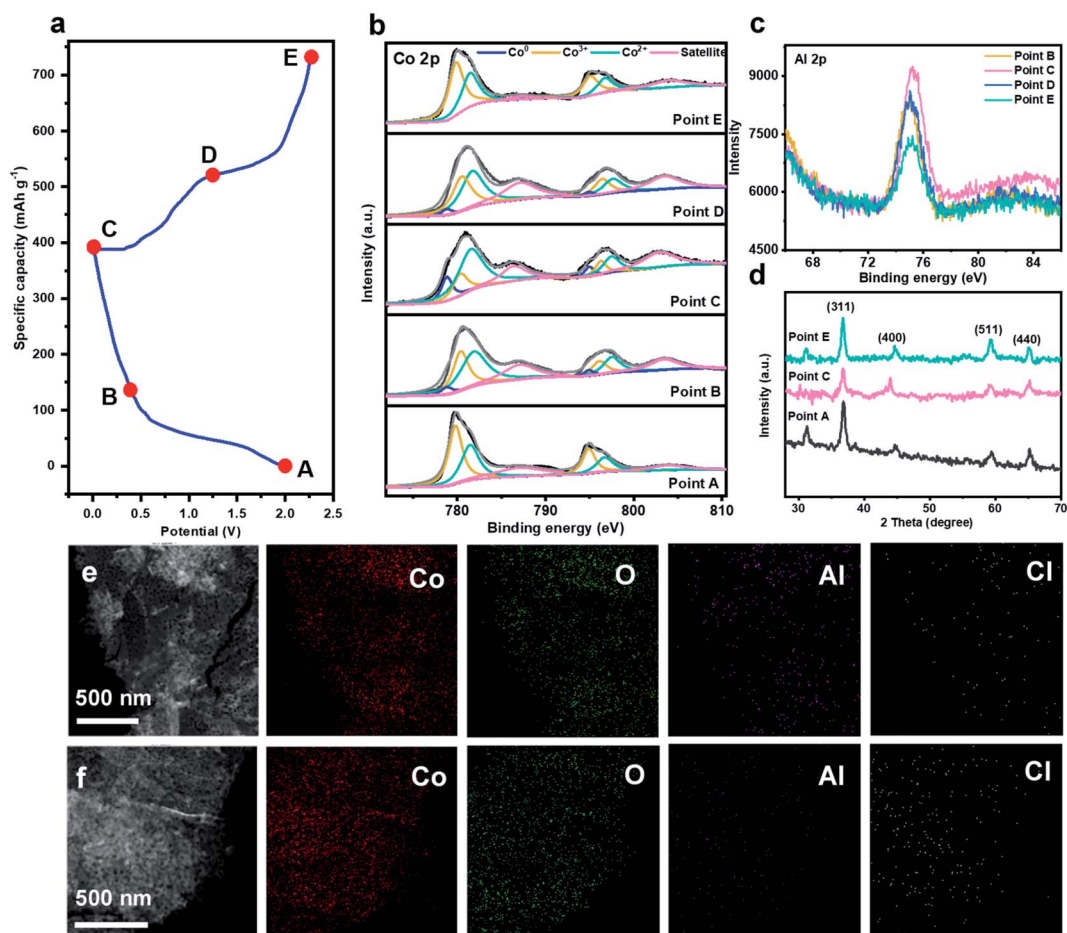 a
Specific capacity (mAh g⁻¹)
700
600
500
400
300
200
100
0
0.0 0.5 1.0 1.5 2.0 2.5
Potential (V)
A
B
C
D
E
b
Co 2p
Co⁰ Co³⁺ Co²⁺ Satellite
Point E
Point D
Point C
Point B
Point A
Intensity (a.u.)
780 790 800 810
Binding energy (eV)
c
Al 2p
Point B
Point C
Point D
Point E
Intensity
9000
7500
6000
4500
68 72 76 80 84
Binding energy (eV)
d
(311)
(400)
(511)
(440)
Point E
Point C
Point A
Intensity (a.u.)
30 40 50 60 70
2 Theta (degree)
e
500 nm
Co
O
Al
Cl
f
500 nm
Co
O
Al
Cl